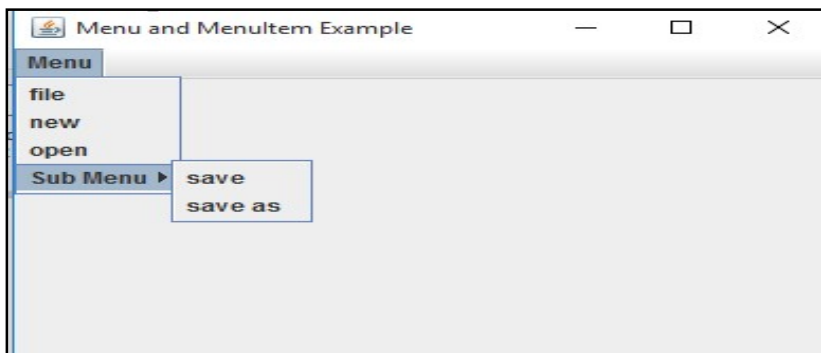 Menu and MenuItem Example
Menu
file
new
open
Sub Menu
save
save as